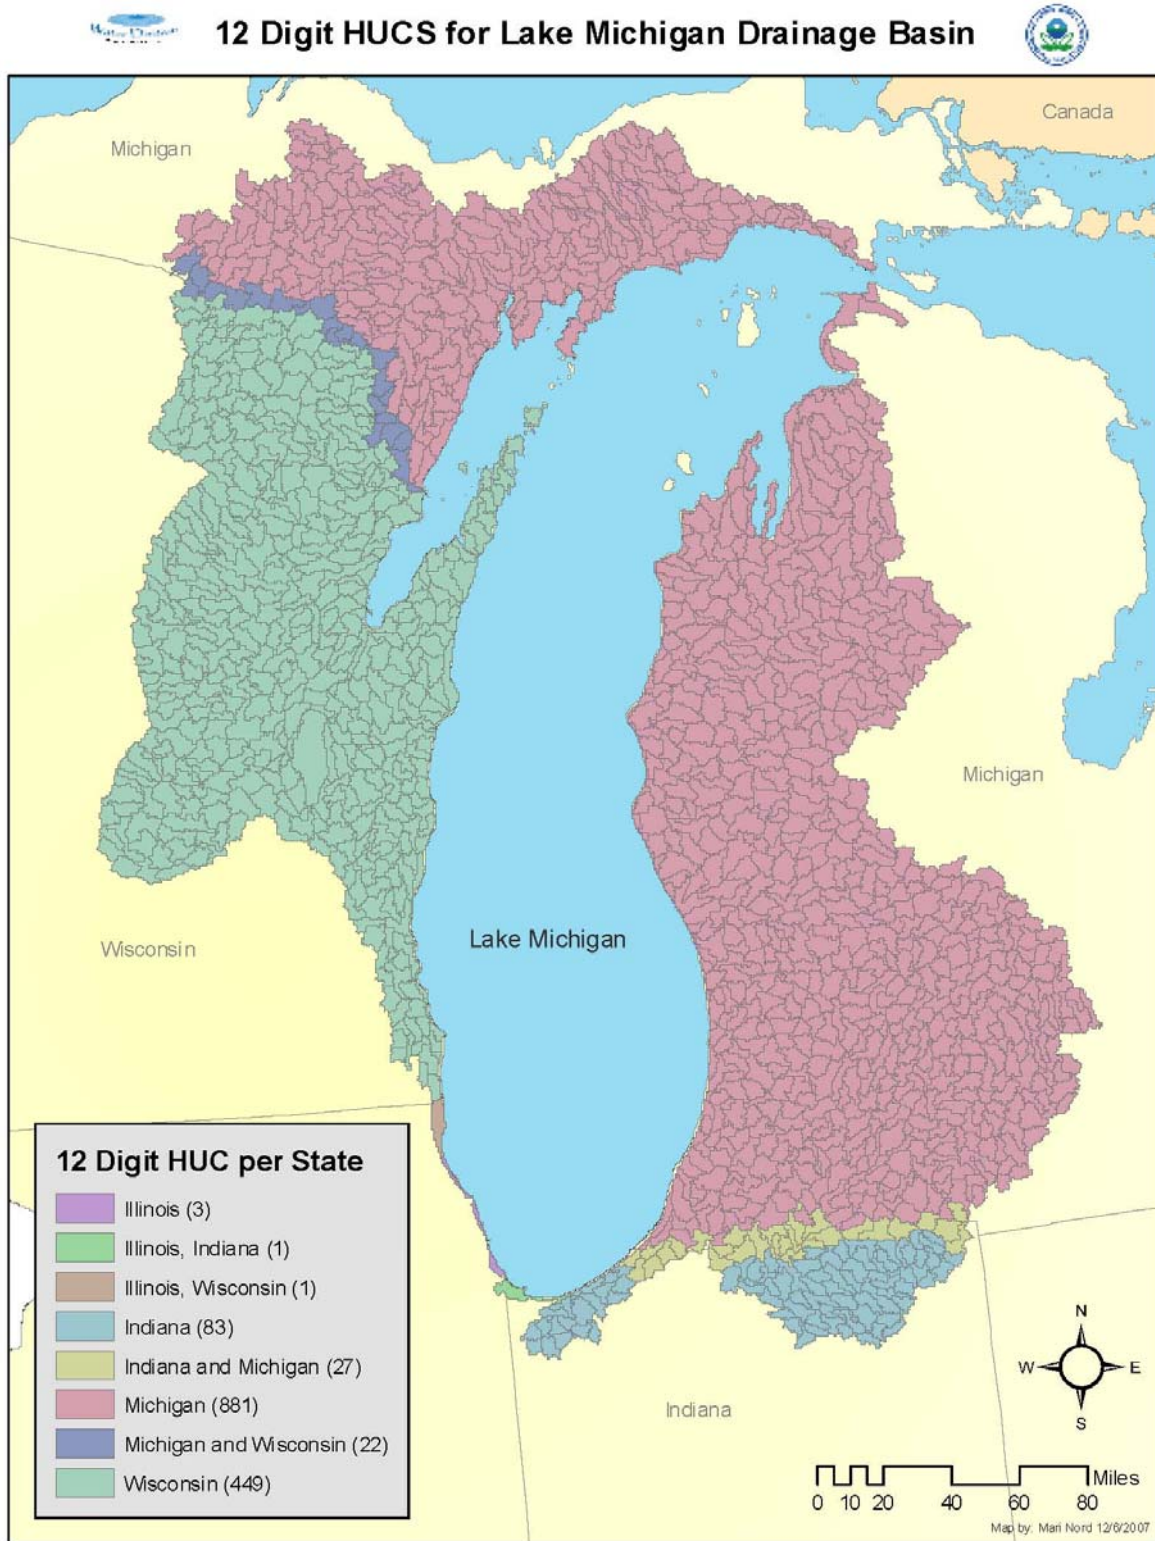 12 Digit HUCS for Lake Michigan Drainage Basin
Canada
Michigan
Michigan
Lake Michigan
Wisconsin
12 Digit HUC per State
Illinois (3)
Illinois, Indiana (1)
Illinois, Wisconsin (1)
Indiana (83)
Indiana and Michigan (27)
Michigan (881)
Michigan and Wisconsin (22)
Wisconsin (449)
Indiana
N
W E
S
Miles
0 10 20 40 60 80
Map by: Mari Nord 12/6/2007